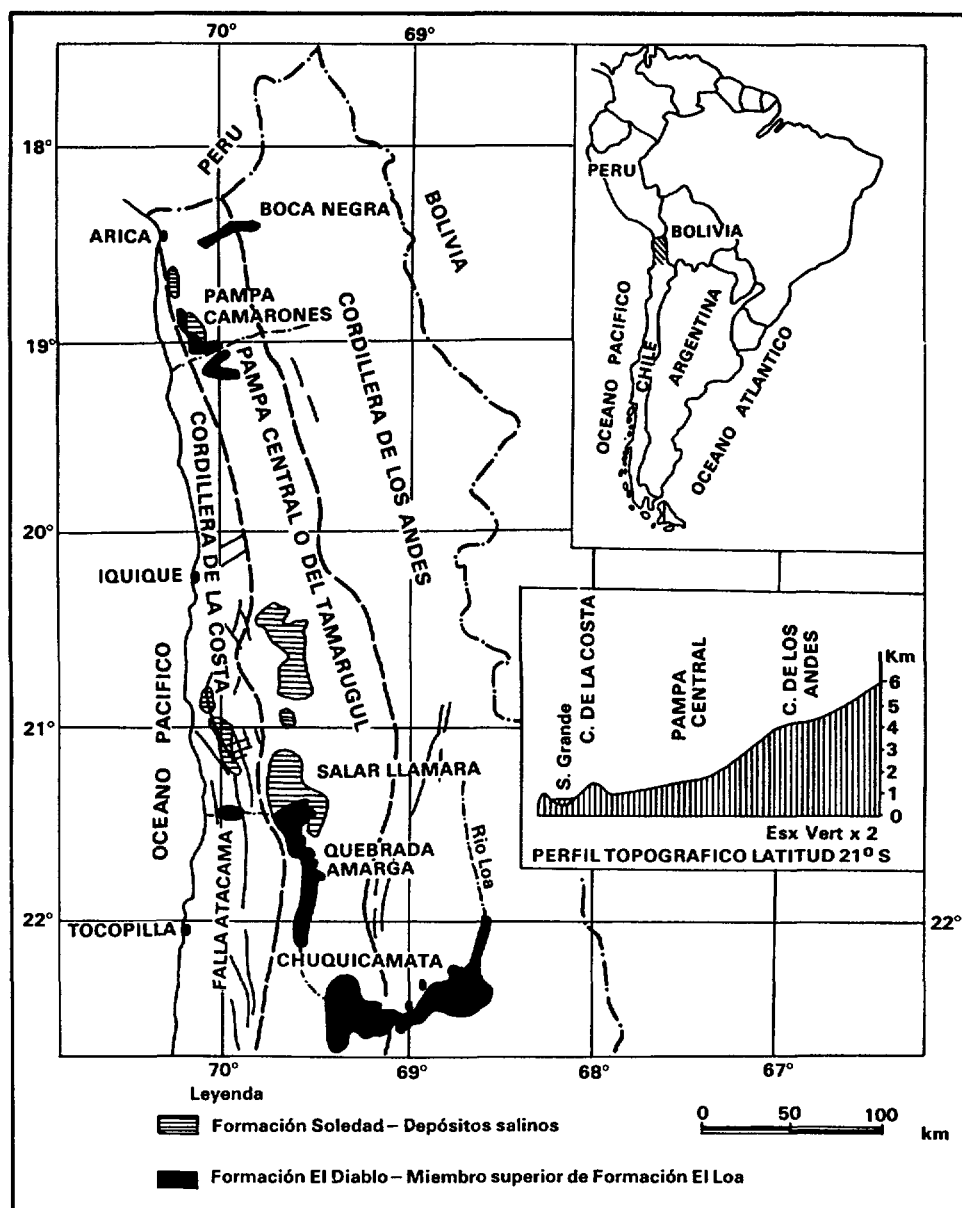 70°
69°
18°
PERU
BOCA NEGRA
BOLIVIA
ARICA
PAMPA
CAMARONES
19°
PAMPA CENTRAL O DEL TAMARUGUL
CORDILLERA DE LOS ANDES
CORDILLERA DE LA COSTA
20°
IQUIQUE
OCEANO PACIFICO
21°
SALAR LLAMARA
QUEBRADA
AMARGA
Rio Loa
FALLA ATACAMA
22°
22°
TOCOPILLA
CHUQUICAMATA
70°
69°
68°
67°
PERU
BOLIVIA
OCEANO PACIFICO
CHILE
ARGENTINA
OCEANO ATLANTICO
S. Grande
C. DE LA COSTA
PAMPA
CENTRAL
C. DE LOS
ANDES
Km
6
5
4
3
2
1
0
Esx Vert x 2
PERFIL TOPOGRAFICO LATITUD 21° S
Leyenda
Formación Soledad – Depósitos salinos
0 50 100
km
Formación El Diablo – Miembro superior de Formación El Loa